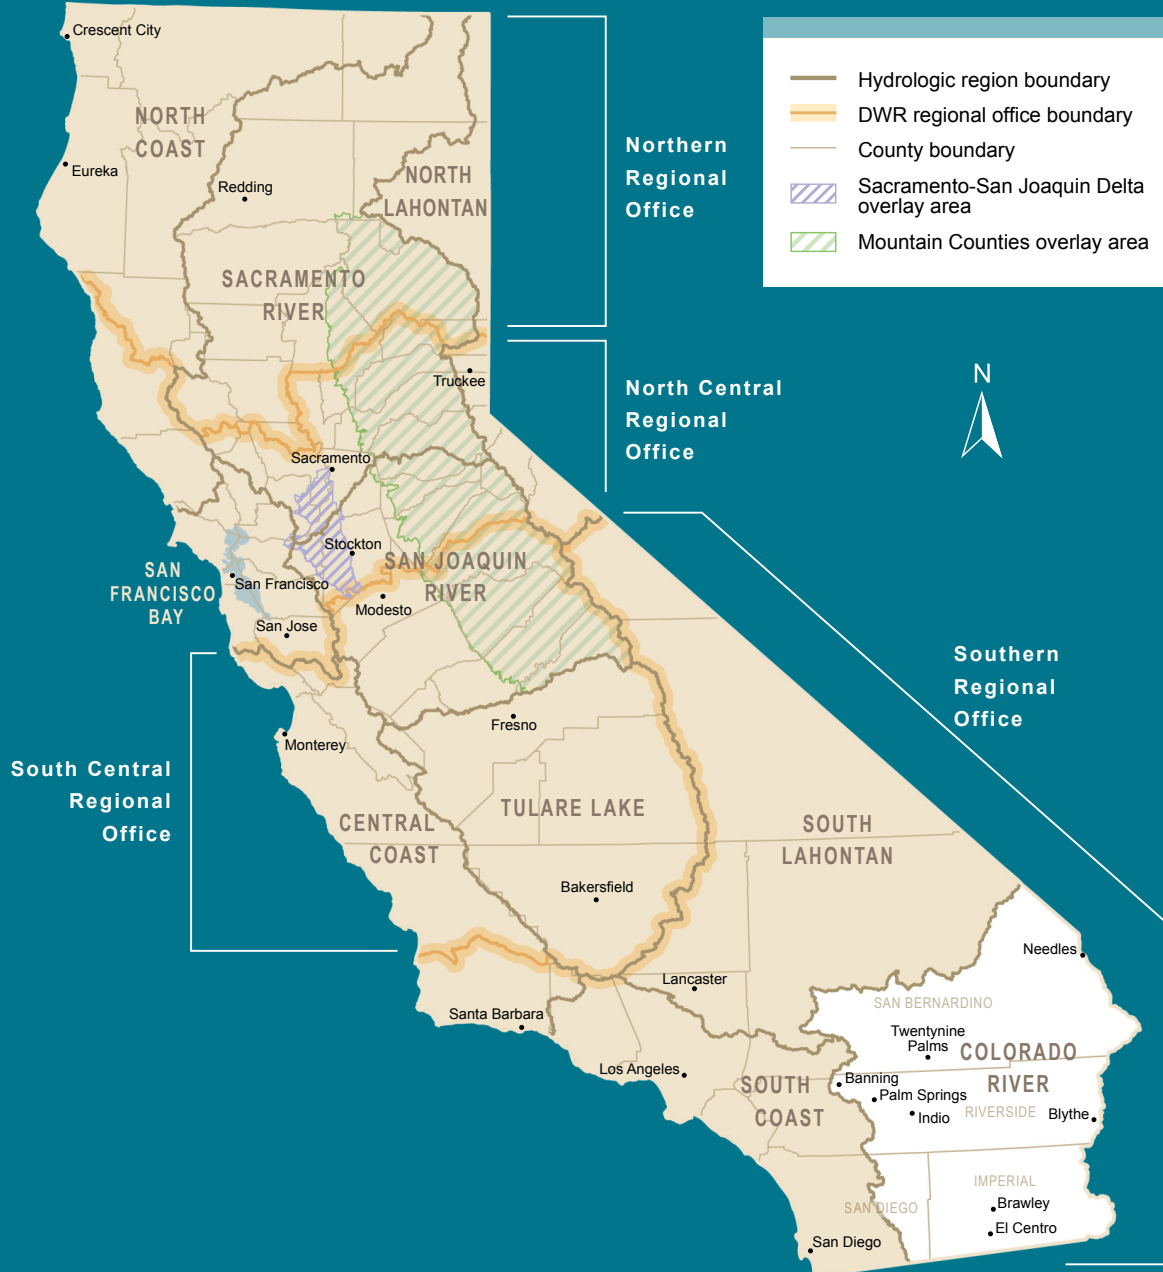 Crescent City
NORTH
COAST
Eureka
Redding
NORTH
LAHONTAN
SACRAMENTO
RIVER
Truckee
Sacramento
Stockton
SAN JOAQUIN
RIVER
SAN
FRANCISCO
BAY
San Francisco
Modesto
San Jose
Fresno
Monterey
TULARE LAKE
CENTRAL
COAST
SOUTH
LAHONTAN
Bakersfield
Needles
Lancaster
SAN BERNARDINO
Santa Barbara
Twentynine
Palms
COLORADO
RIVER
Los Angeles
SOUTH
COAST
Banning
Palm Springs
Indio
RIVERSIDE
Blythe
IMPERIAL
SAN DIEGO
Brawley
El Centro
San Diego
Northern
Regional
Office
North Central
Regional
Office
Southern
Regional
Office
South Central
Regional
Office
N
Hydrologic region boundary
DWR regional office boundary
County boundary
Sacramento-San Joaquin Delta
overlay area
Mountain Counties overlay area